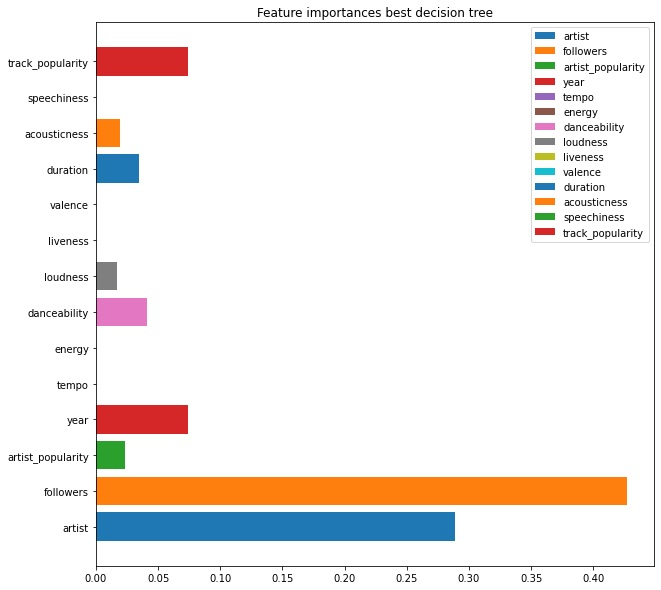 Feature importances best decision tree
artist
followers
artist_popularity
year
tempo
energy
danceability
loudness
liveness
valence
duration
acousticness
speechiness
track_popularity
track_popularity
speechiness
acousticness
duration
valence
liveness
loudness
danceability
energy
tempo
year
artist_popularity
followers
artist
0.00 0.05 0.10 0.15 0.20 0.25 0.30 0.35 0.40